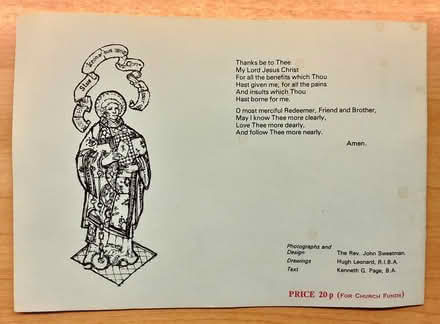 Thanks be to Thee
My Lord Jesus Christ
For all the benefits which Thou
Hast given me, for all the pains
And insults which Thou
Hast borne for me.
O most merciful Redeemer, Friend and Brother,
May I know Thee more clearly,
Love Thee more dearly,
And follow Thee more nearly.
Amen.
Photographs and
Design The Rev. John Sweetman.
Drawings Hugh Leonard, R.I.B.A.
Text Kenneth G. Page, B.A.
PRICE 20p (FOR CHURCH FUNDS)